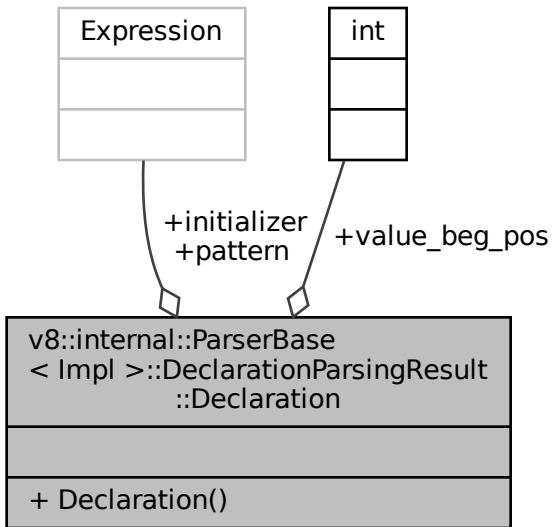 Expression
int
+initializer
+pattern
+value_beg_pos
v8::internal::ParserBase
< Impl >::DeclarationParsingResult
::Declaration
+ Declaration()